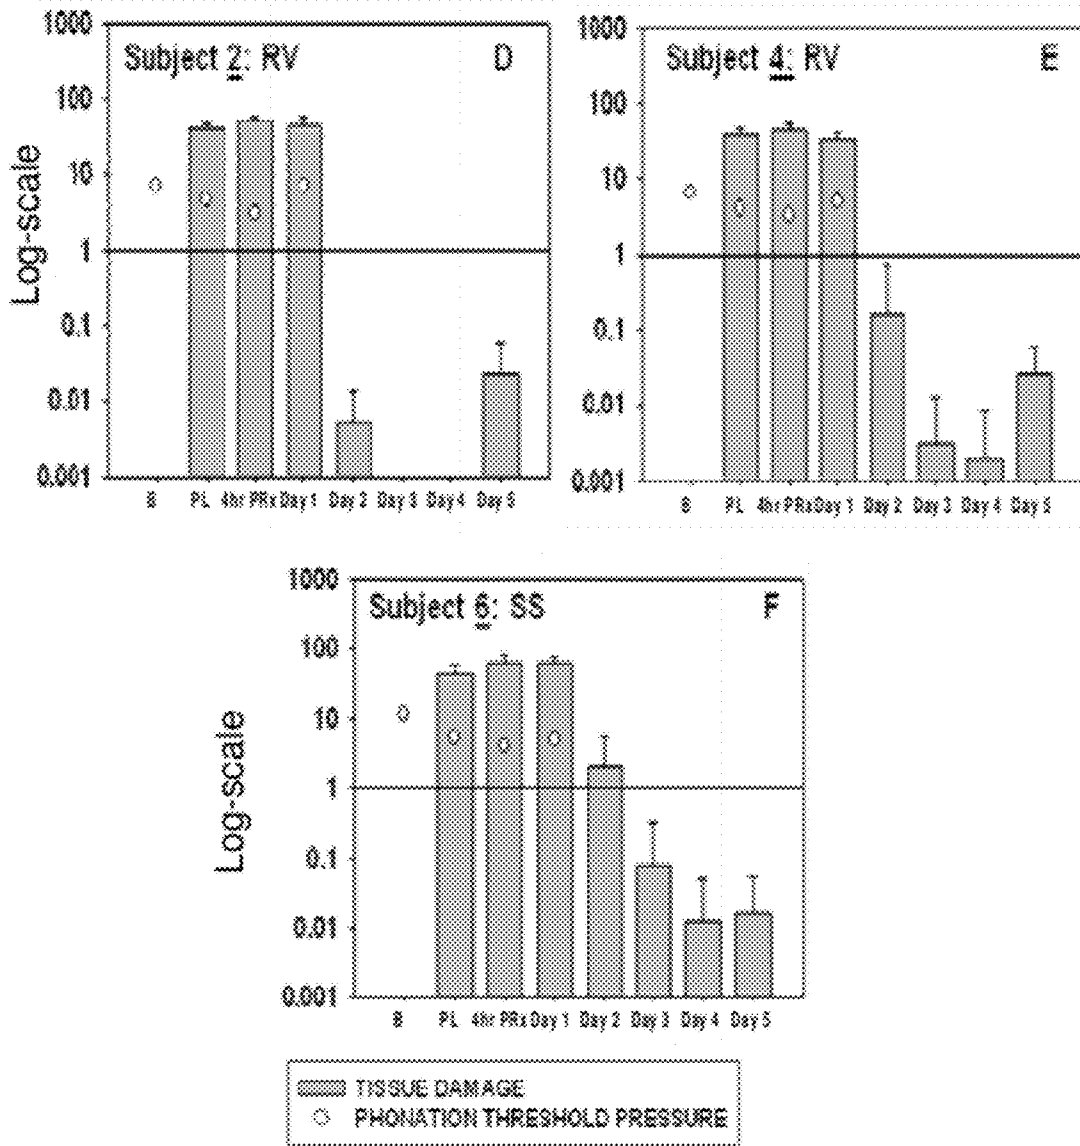 Subject 2: RV D
1000
100
10
1
0.1
0.01
0.001
Log-scale
B PL 4hr PRx Day 1 Day 2 Day 3 Day 4 Day 5
Subject 4: RV E
1000
100
10
1
0.1
0.01
0.001
B PL 4hr PRx Day 1 Day 2 Day 3 Day 4 Day 5
Subject 6: SS F
1000
100
10
1
0.1
0.01
0.001
Log-scale
B PL 4hr PRx Day 1 Day 2 Day 3 Day 4 Day 5
TISSUE DAMAGE
PHONATION THRESHOLD PRESSURE